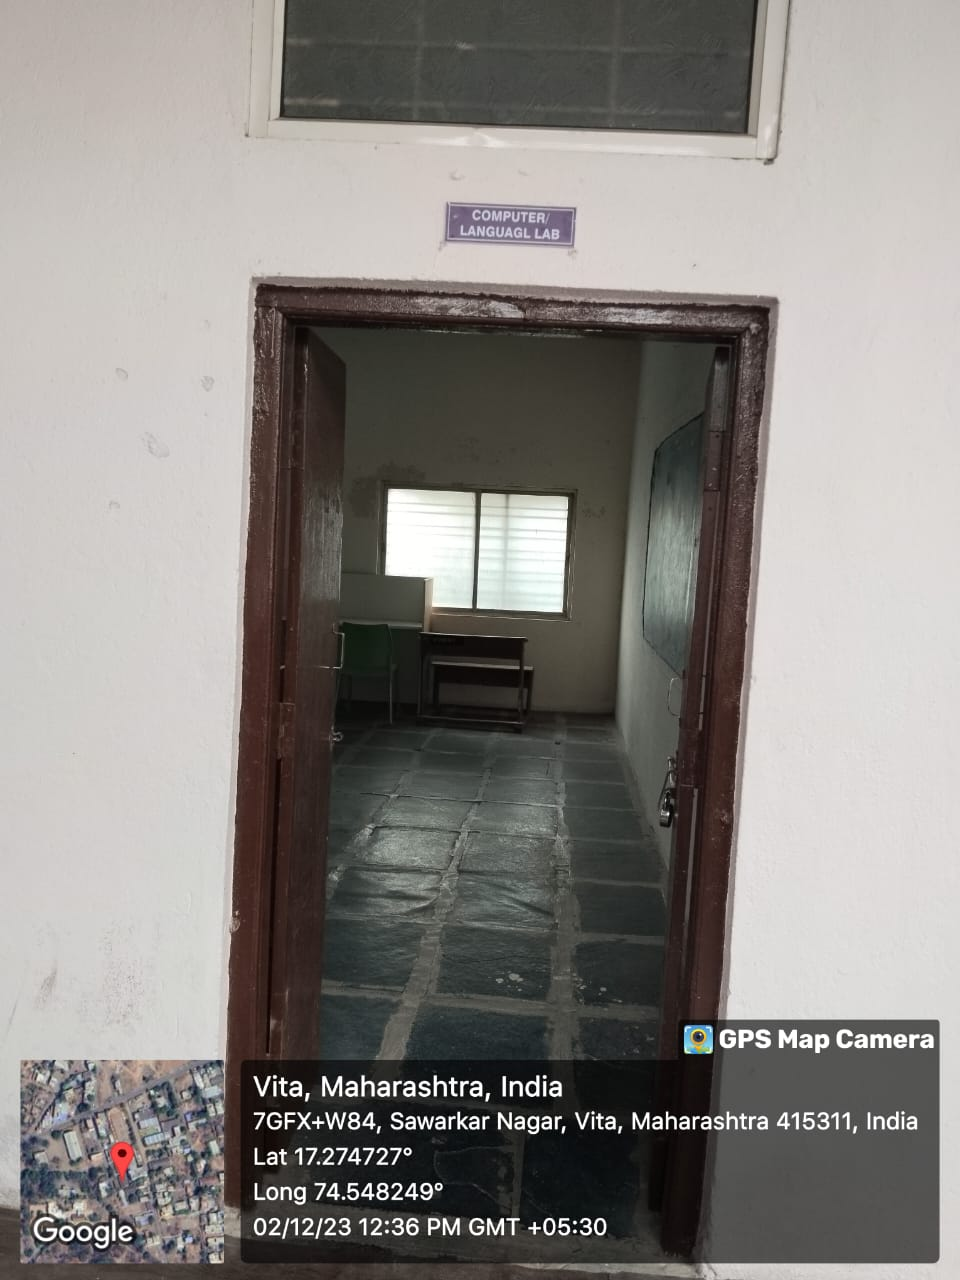 COMPUTER/
LANGUAGL LAB
GPS Map Camera
Vita, Maharashtra, India
7GFX+W84, Sawarkar Nagar, Vita, Maharashtra 415311, India
Lat 17.274727°
Long 74.548249°
02/12/23 12:36 PM GMT +05:30
Google